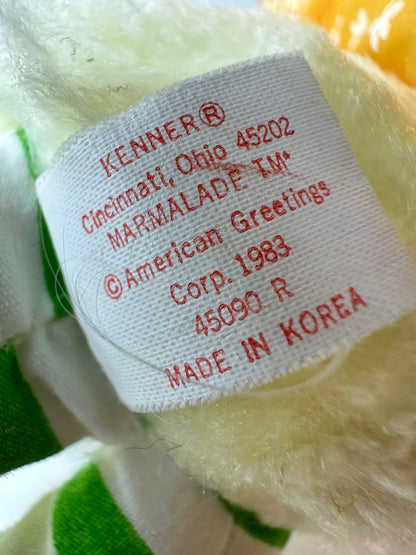 KENNER®
Cincinnati, Ohio 45202
MARMALADE TM*
©American Greetings
Corp. 1983
45090 R
MADE IN KOREA